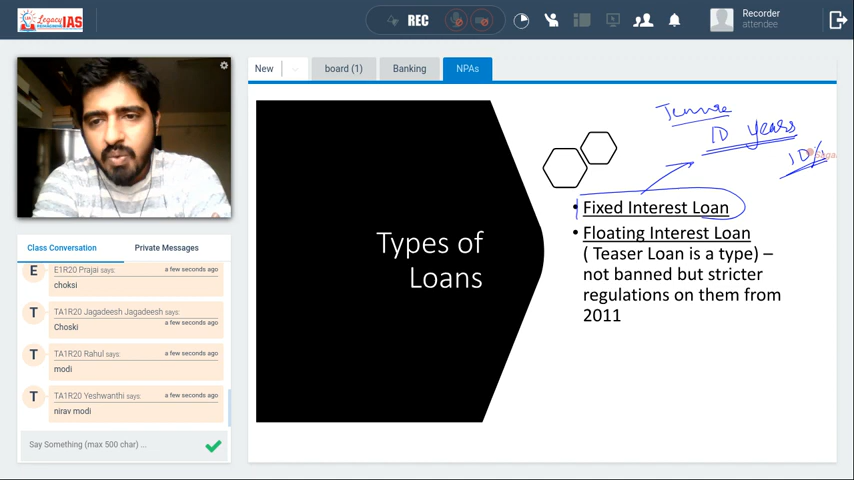 Legacy
IAS
REC
Recorder
attendee
New
board (1)
Banking
NPAs
Class Conversation
Private Messages
E
E1R20 Prajai says:
a few seconds ago
choksi
T
TA1R20 Jagadeesh Jagadeesh says:
a few seconds ago
Choski
T
TA1R20 Rahul says:
a few seconds ago
modi
T
TA1R20 Yeshwanthi says:
a few seconds ago
nirav modi
Say Something (max 500 char) ...
Types of
Loans
Tenure
10 years
10%
• Fixed Interest Loan
• Floating Interest Loan
( Teaser Loan is a type) –
not banned but stricter
regulations on them from
2011